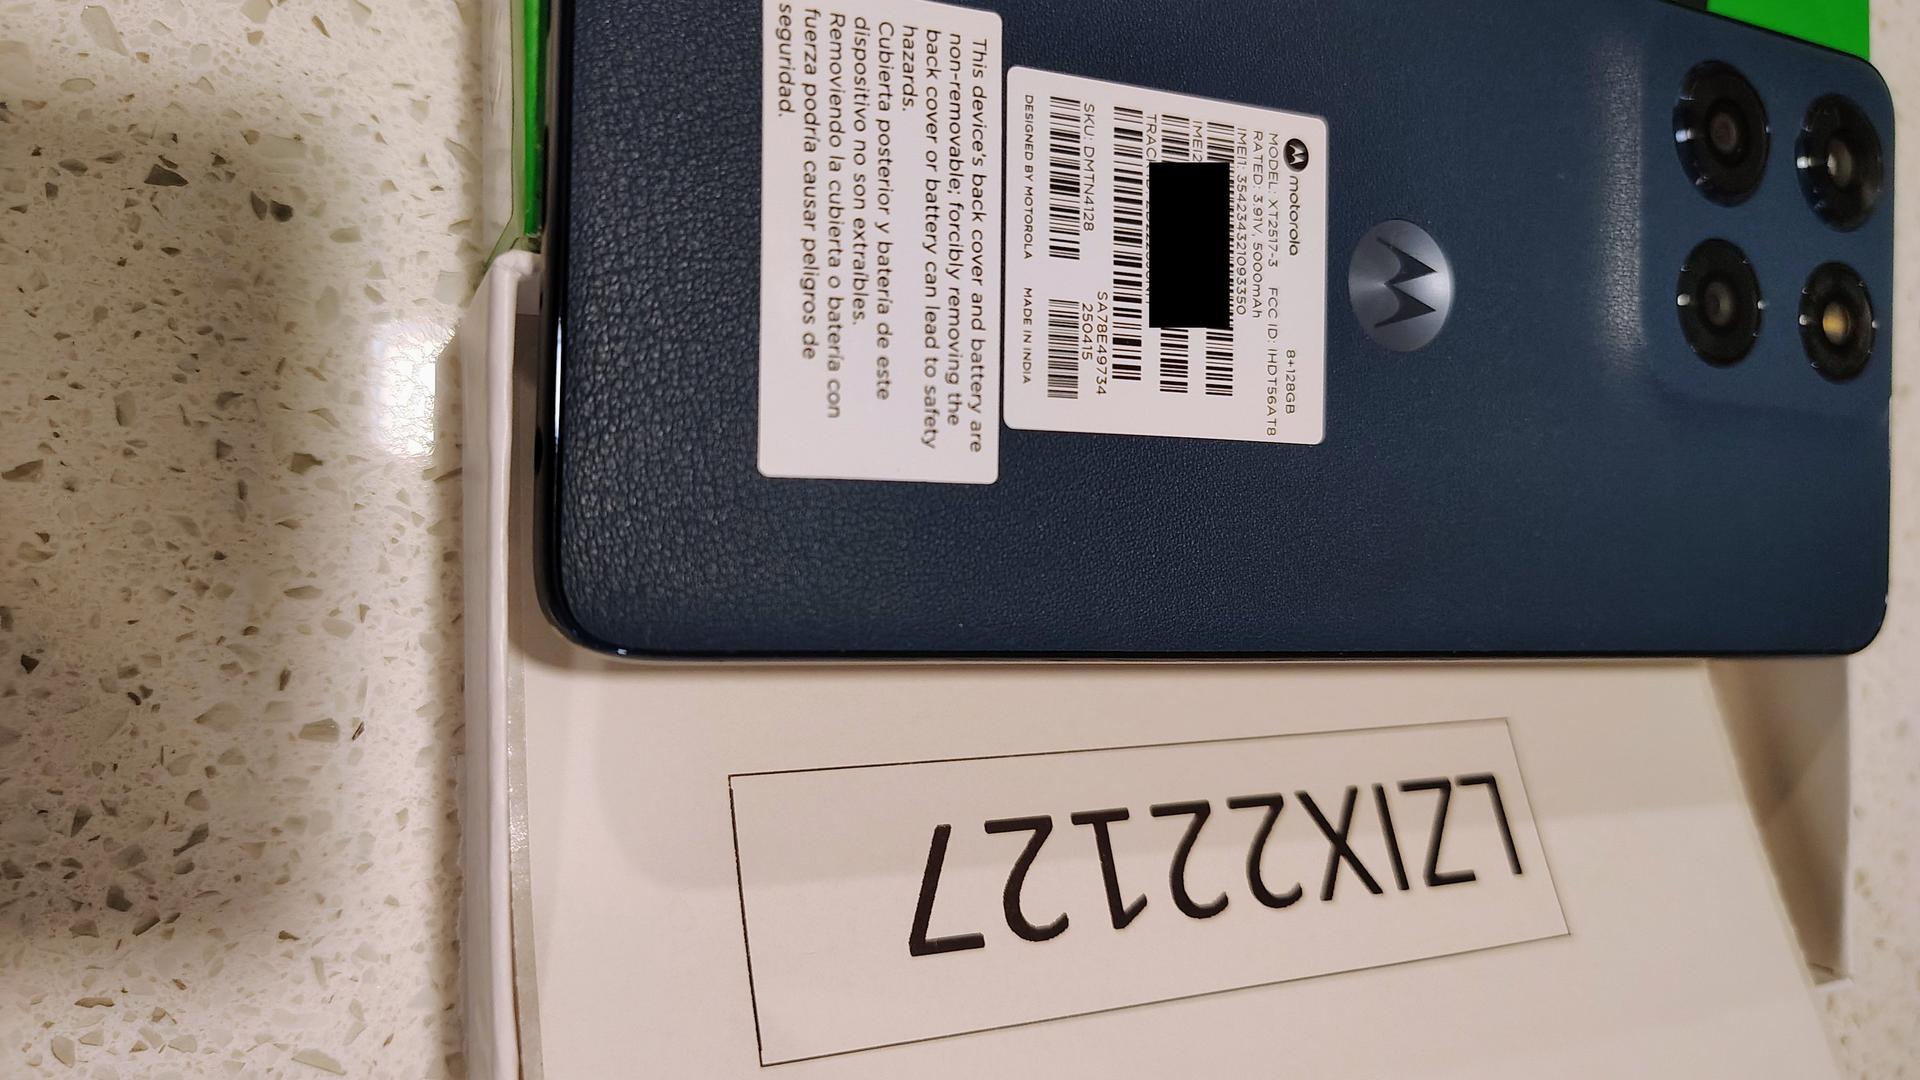 motorola 8+128GB
MODEL: XT2517-3 FCC ID: IHDT56AT8
RATED: 3.91V, 5000mAh
IMEI1: 354234321093350
IMEI2
SA78E49734
SKU: DMTN4128 250415
DESIGNED BY MOTOROLA MADE IN INDIA
This device's back cover and battery are
non-removable; forcibly removing the
back cover or battery can lead to safety
hazards.
Cubierta posterior y batería de este
dispositivo no son extraíbles.
Removiendo la cubierta o batería con
fuerza podría causar peligros de
seguridad.
LZIX22127